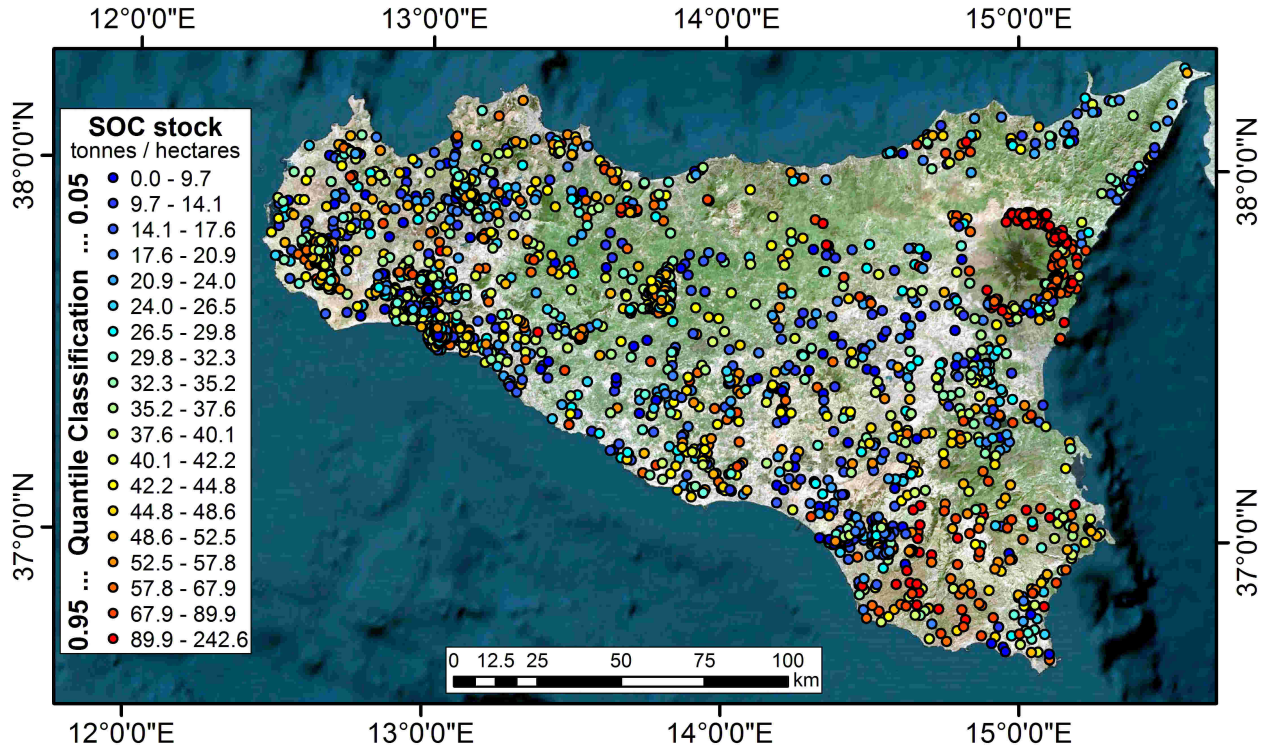 12°0'0"E 13°0'0"E 14°0'0"E 15°0'0"E
38°0'0"N
37°0'0"N
SOC stock
tonnes / hectares
0.95 ... Quantile Classification ... 0.05
0.0 - 9.7
9.7 - 14.1
14.1 - 17.6
17.6 - 20.9
20.9 - 24.0
24.0 - 26.5
26.5 - 29.8
29.8 - 32.3
32.3 - 35.2
35.2 - 37.6
37.6 - 40.1
40.1 - 42.2
42.2 - 44.8
44.8 - 48.6
48.6 - 52.5
52.5 - 57.8
57.8 - 67.9
67.9 - 89.9
89.9 - 242.6
0 12.5 25 50 75 100
km
38°0'0"N
37°0'0"N
12°0'0"E 13°0'0"E 14°0'0"E 15°0'0"E